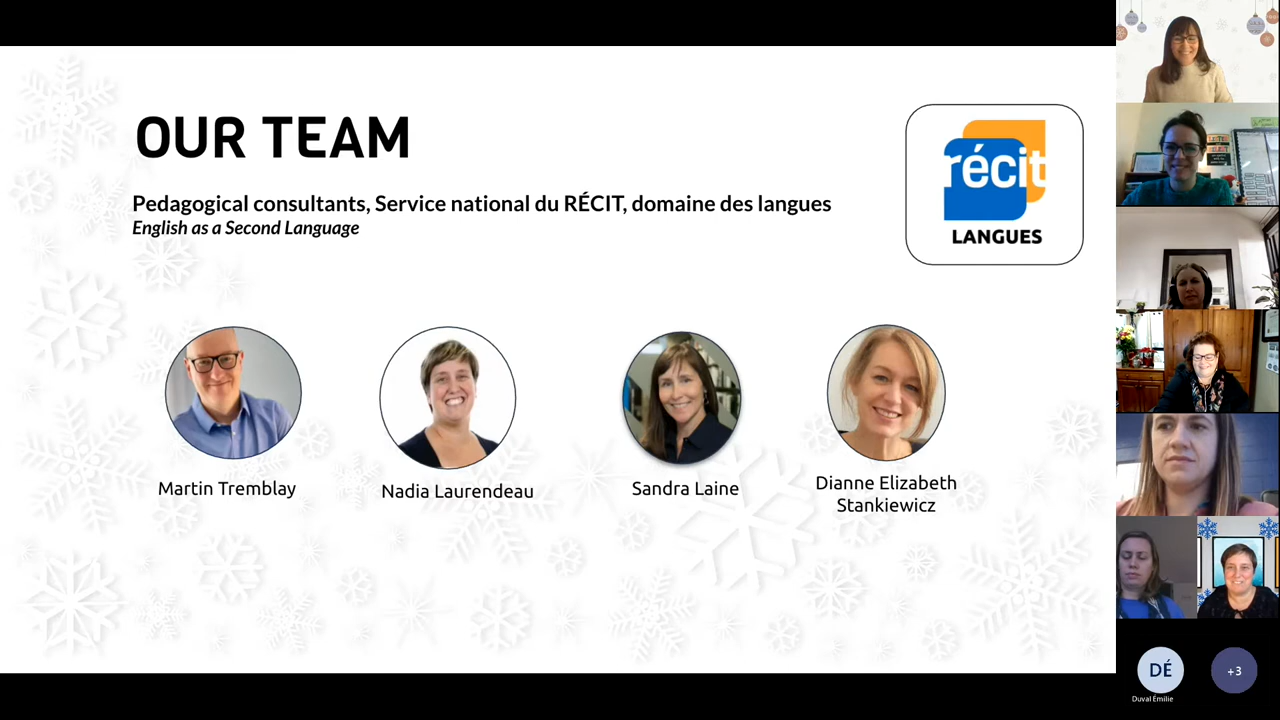 OUR TEAM
Pedagogical consultants, Service national du RÉCIT, domaine des langues
English as a Second Language
récit
LANGUES
Martin Tremblay
Nadia Laurendeau
Sandra Laine
Dianne Elizabeth
Stankiewicz
DÉ
+3
Duval Émilie